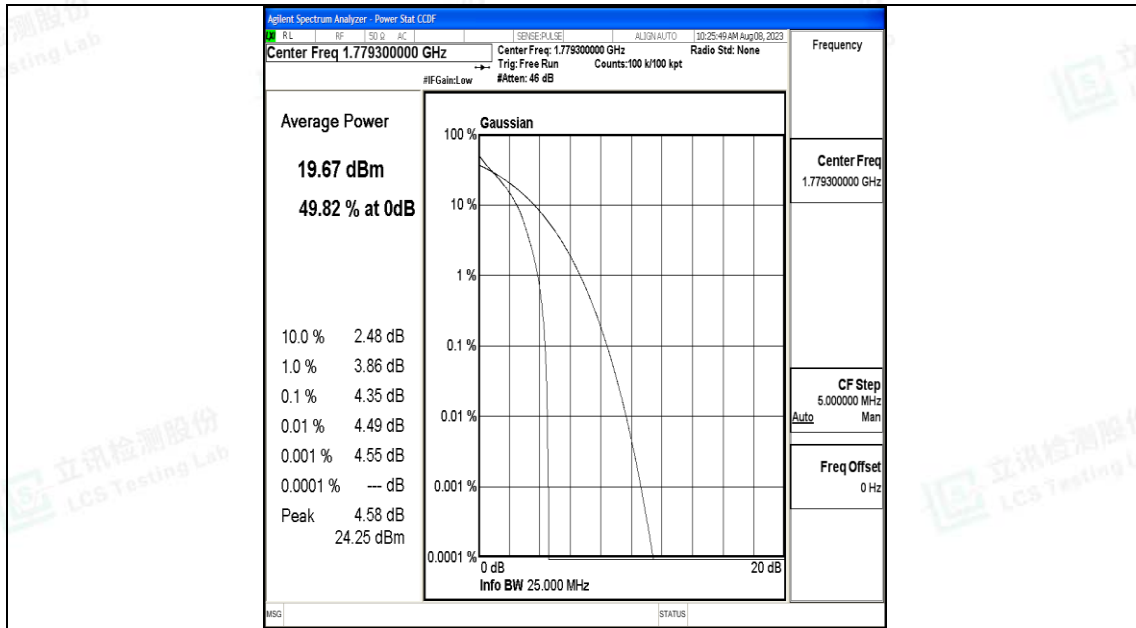 Agilent Spectrum Analyzer - Power Stat CCDF
RL RF 50 Ω AC SENSE:PULSE ALIGN AUTO 10:25:49 AM Aug 08, 2023
Center Freq 1.779300000 GHz
Center Freq: 1.779300000 GHz Radio Std: None
Trig: Free Run Counts:100 k/100 kpt
#IFGain:Low #Atten: 46 dB
Frequency
Average Power
19.67 dBm
49.82 % at 0dB
10.0 % 2.48 dB
1.0 % 3.86 dB
0.1 % 4.35 dB
0.01 % 4.49 dB
0.001 % 4.55 dB
0.0001 % --- dB
Peak 4.58 dB
24.25 dBm
Gaussian
100 %
10 %
1 %
0.1 %
0.01 %
0.001 %
0.0001 %
0 dB 20 dB
Info BW 25.000 MHz
Center Freq
1.779300000 GHz
CF Step
5.000000 MHz
Auto Man
Freq Offset
0 Hz
MSG STATUS
立讯检测股份
LCS Testing Lab